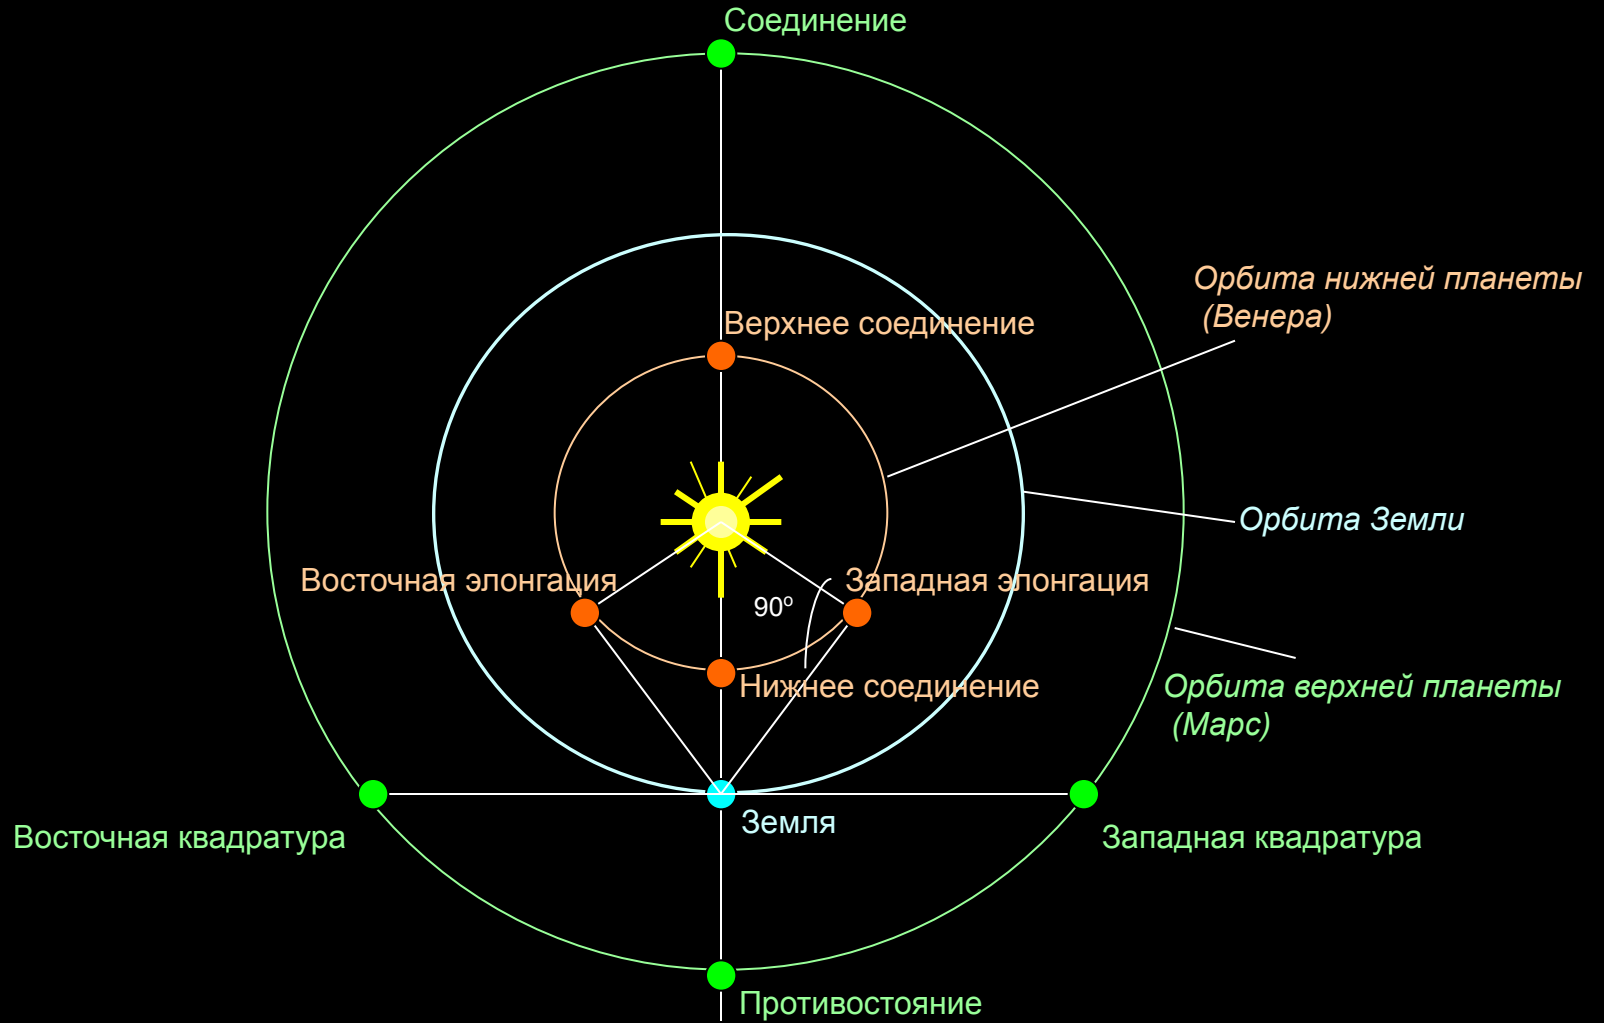 Соединение
Орбита нижней планеты
(Венера)
Верхнее соединение
Орбита Земли
Восточная элонгация
Западная элонгация
90º
Нижнее соединение
Орбита верхней планеты
(Марс)
Земля
Восточная квадратура
Западная квадратура
Противостояние